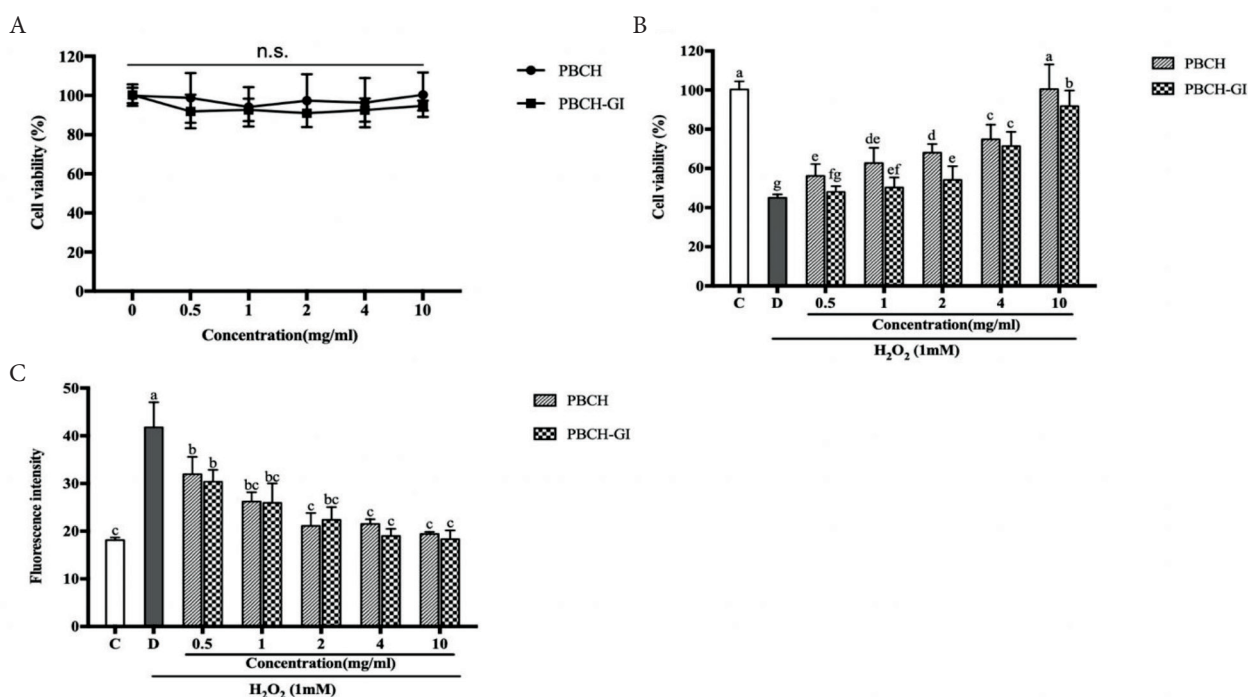 A
n.s.
120
100
80
60
40
20
0
Cell viability (%)
0 0.5 1 2 4 10
Concentration(mg/ml)
PBCH
PBCH-GI
B
120
100
80
60
40
20
0
Cell viability (%)
a g e fg de ef d e c c a b
C D 0.5 1 2 4 10
Concentration(mg/ml)
H₂O₂ (1mM)
PBCH
PBCH-GI
C
50
40
30
20
10
0
Fluorescence intensity
c a b b bc bc c bc c c c c
C D 0.5 1 2 4 10
Concentration(mg/ml)
H₂O₂ (1mM)
PBCH
PBCH-GI